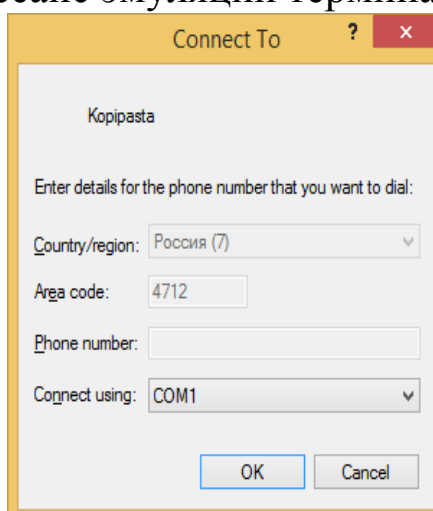 эмуляции
Connect To ? ×
Kopipasta
Enter details for the phone number that you want to dial:
Country/region: Россия (7)
Area code: 4712
Phone number:
Connect using: COM1
OK Cancel